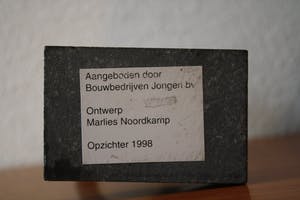 Aangeboden door
Bouwbedrijven Jongen bv
Ontwerp
Marlies Noordkamp
Opzichter 1998